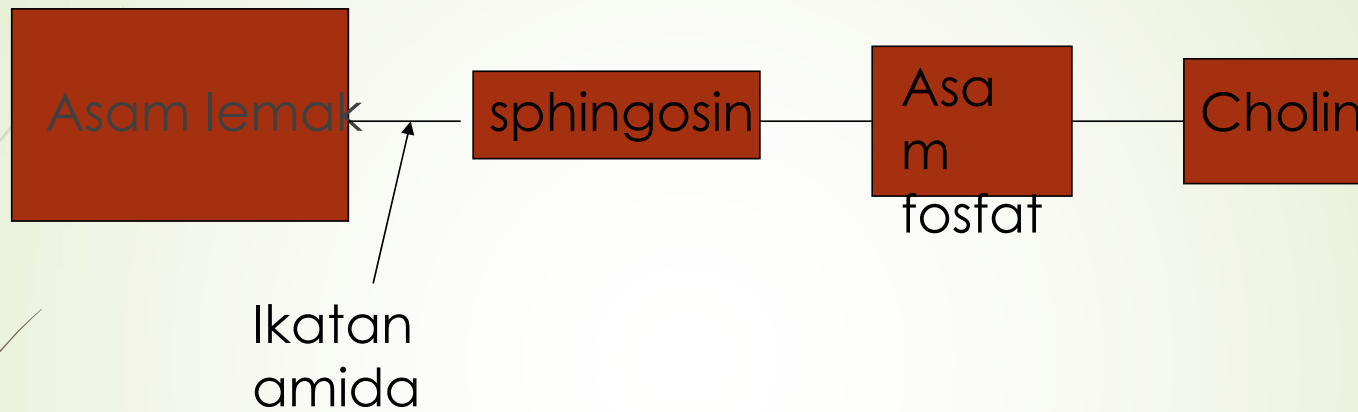 Asam lemak
sphingosin
Asa
m
fosfat
Cholin
Ikatan
amida